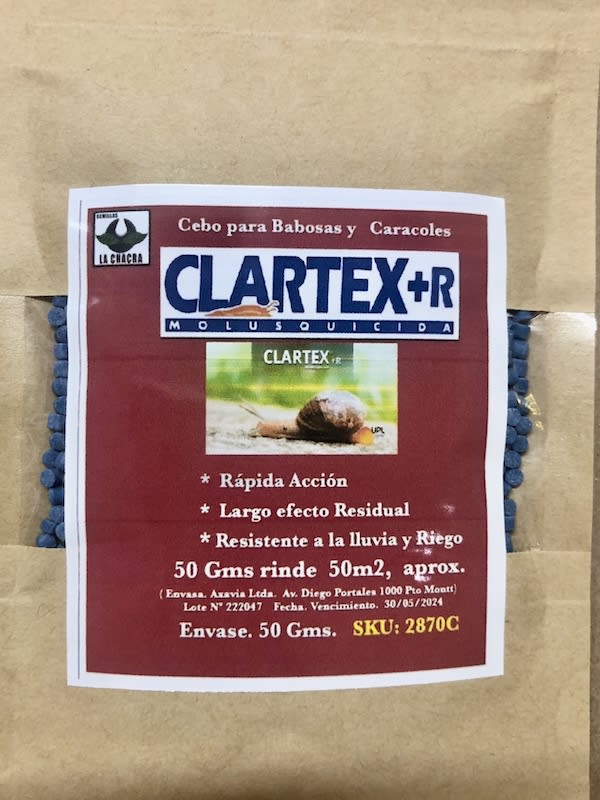 SEMILLAS
LA CHACRA
Cebo para Babosas y Caracoles
CLARTEX+R
MOLUSQUICIDA
CLARTEX +R
UPL
* Rápida Acción
* Largo efecto Residual
* Resistente a la lluvia y Riego
50 Gms rinde 50m2, aprox.
( Envasa. Axavia Ltda. Av. Diego Portales 1000 Pto Montt)
Lote N° 222047 Fecha. Vencimiento. 30/05/2024
Envase. 50 Gms. SKU: 2870C